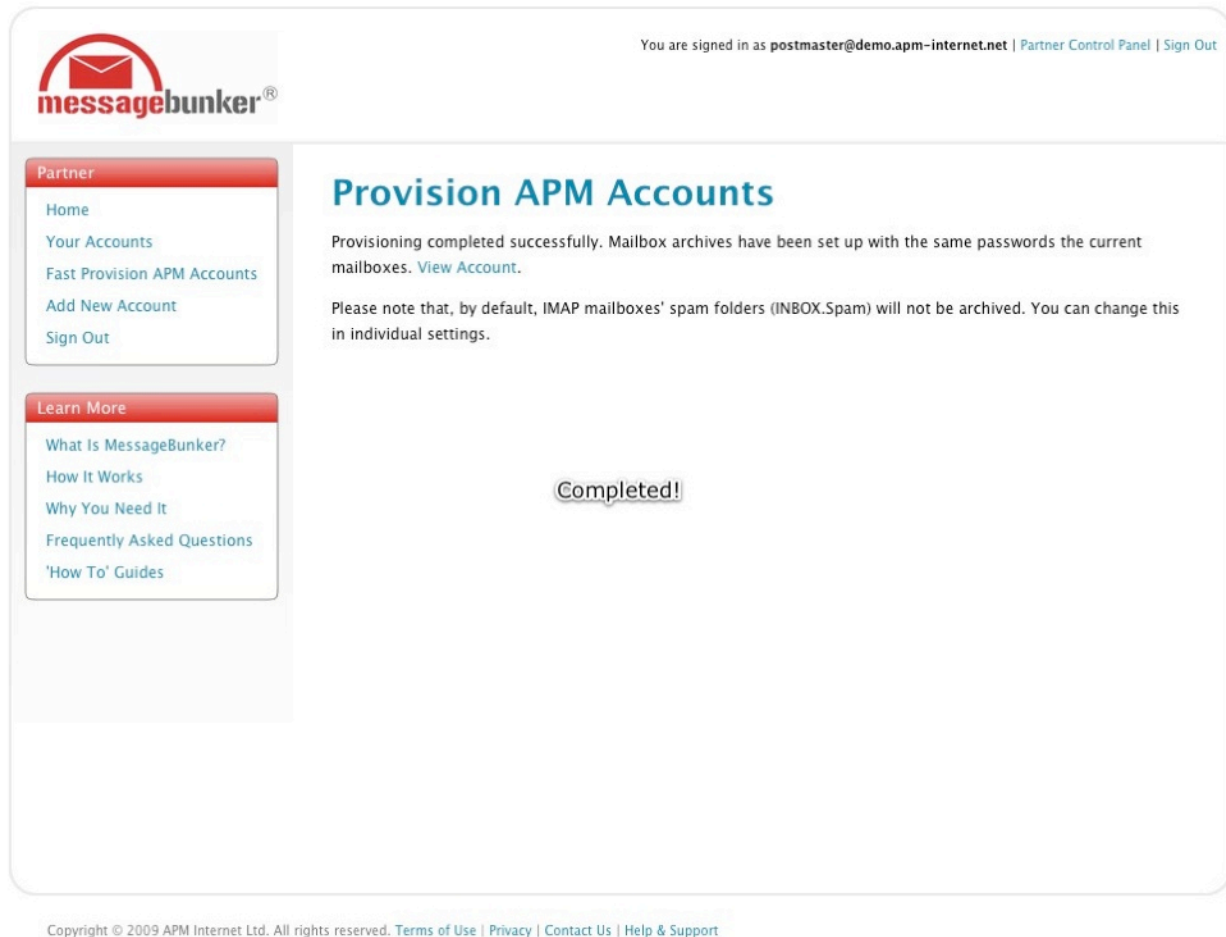 messagebunker®
You are signed in as postmaster@demo.apm-internet.net | Partner Control Panel | Sign Out
Partner
Home
Your Accounts
Fast Provision APM Accounts
Add New Account
Sign Out
Learn More
What Is MessageBunker?
How It Works
Why You Need It
Frequently Asked Questions
'How To' Guides
Provision APM Accounts
Provisioning completed successfully. Mailbox archives have been set up with the same passwords the current
mailboxes. View Account.
Please note that, by default, IMAP mailboxes' spam folders (INBOX.Spam) will not be archived. You can change this
in individual settings.
Completed!
Copyright © 2009 APM Internet Ltd. All rights reserved. Terms of Use | Privacy | Contact Us | Help & Support